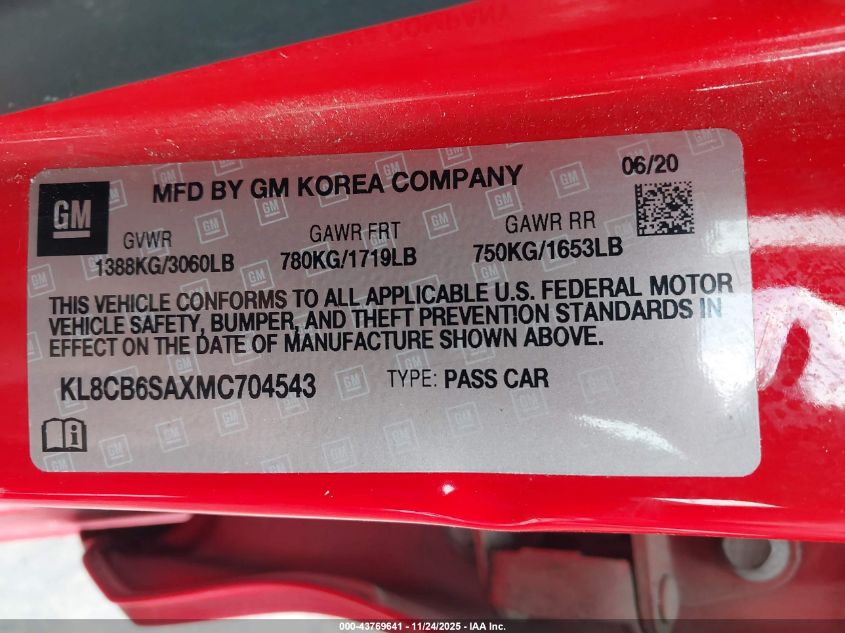 MFD BY GM KOREA COMPANY
06/20
GM
GVWR
1388KG/3060LB
GAWR FRT
780KG/1719LB
GAWR RR
750KG/1653LB
THIS VEHICLE CONFORMS TO ALL APPLICABLE U.S. FEDERAL MOTOR
VEHICLE SAFETY, BUMPER, AND THEFT PREVENTION STANDARDS IN
EFFECT ON THE DATE OF MANUFACTURE SHOWN ABOVE.
KL8CB6SAXMC704543
TYPE: PASS CAR
000-43769641 - 11/24/2025 - IAA Inc.